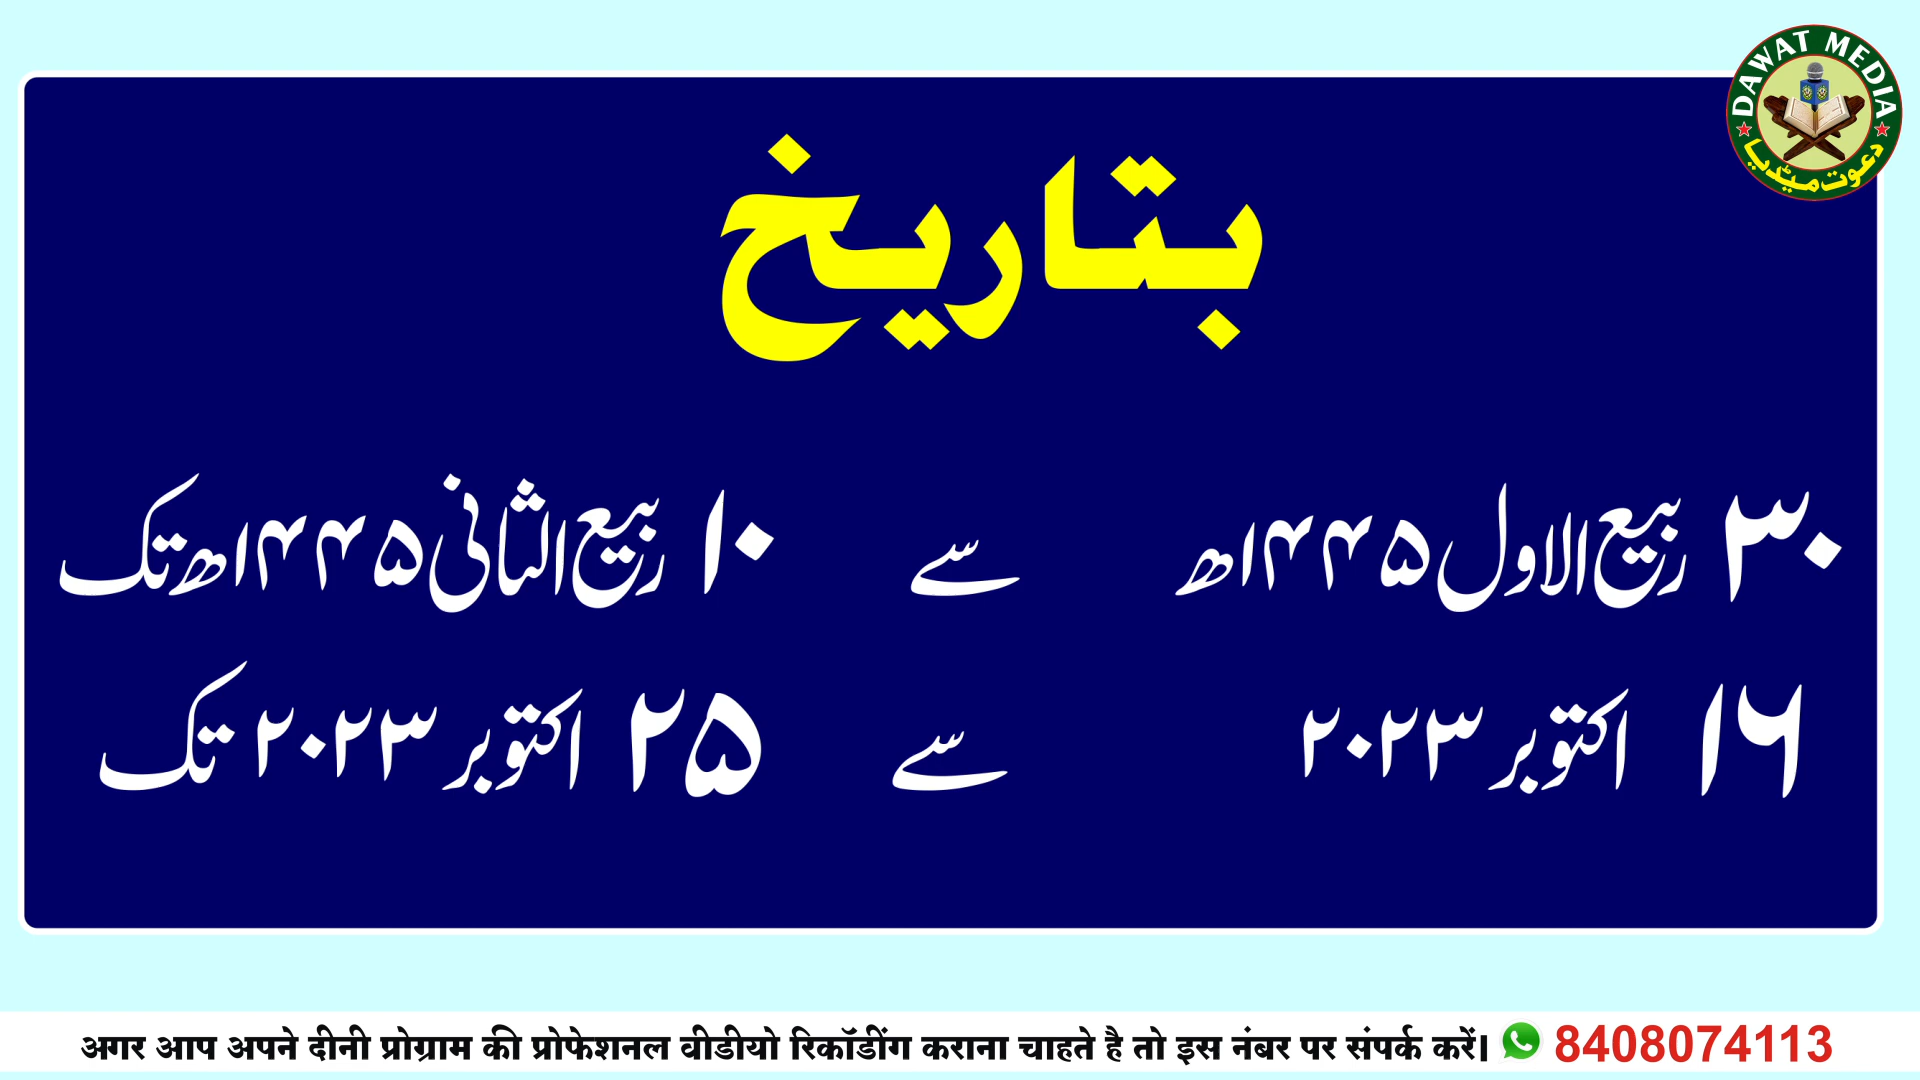 DAWAT MEDIA
دعوت میڈیا
بتاریخ
۳۰ ربیع الاول ۱۴۴۵ھ سے ۱۰ ربیع الثانی ۱۴۴۵ھ تک
۱۶ اکتوبر ۲۰۲۳ سے ۲۵ اکتوبر ۲۰۲۳ تک
अगर आप अपने दीनी प्रोग्राम की प्रोफेशनल वीडीयो रिकॉर्डींग कराना चाहते है तो इस नंबर पर संपर्क करें। 8408074113